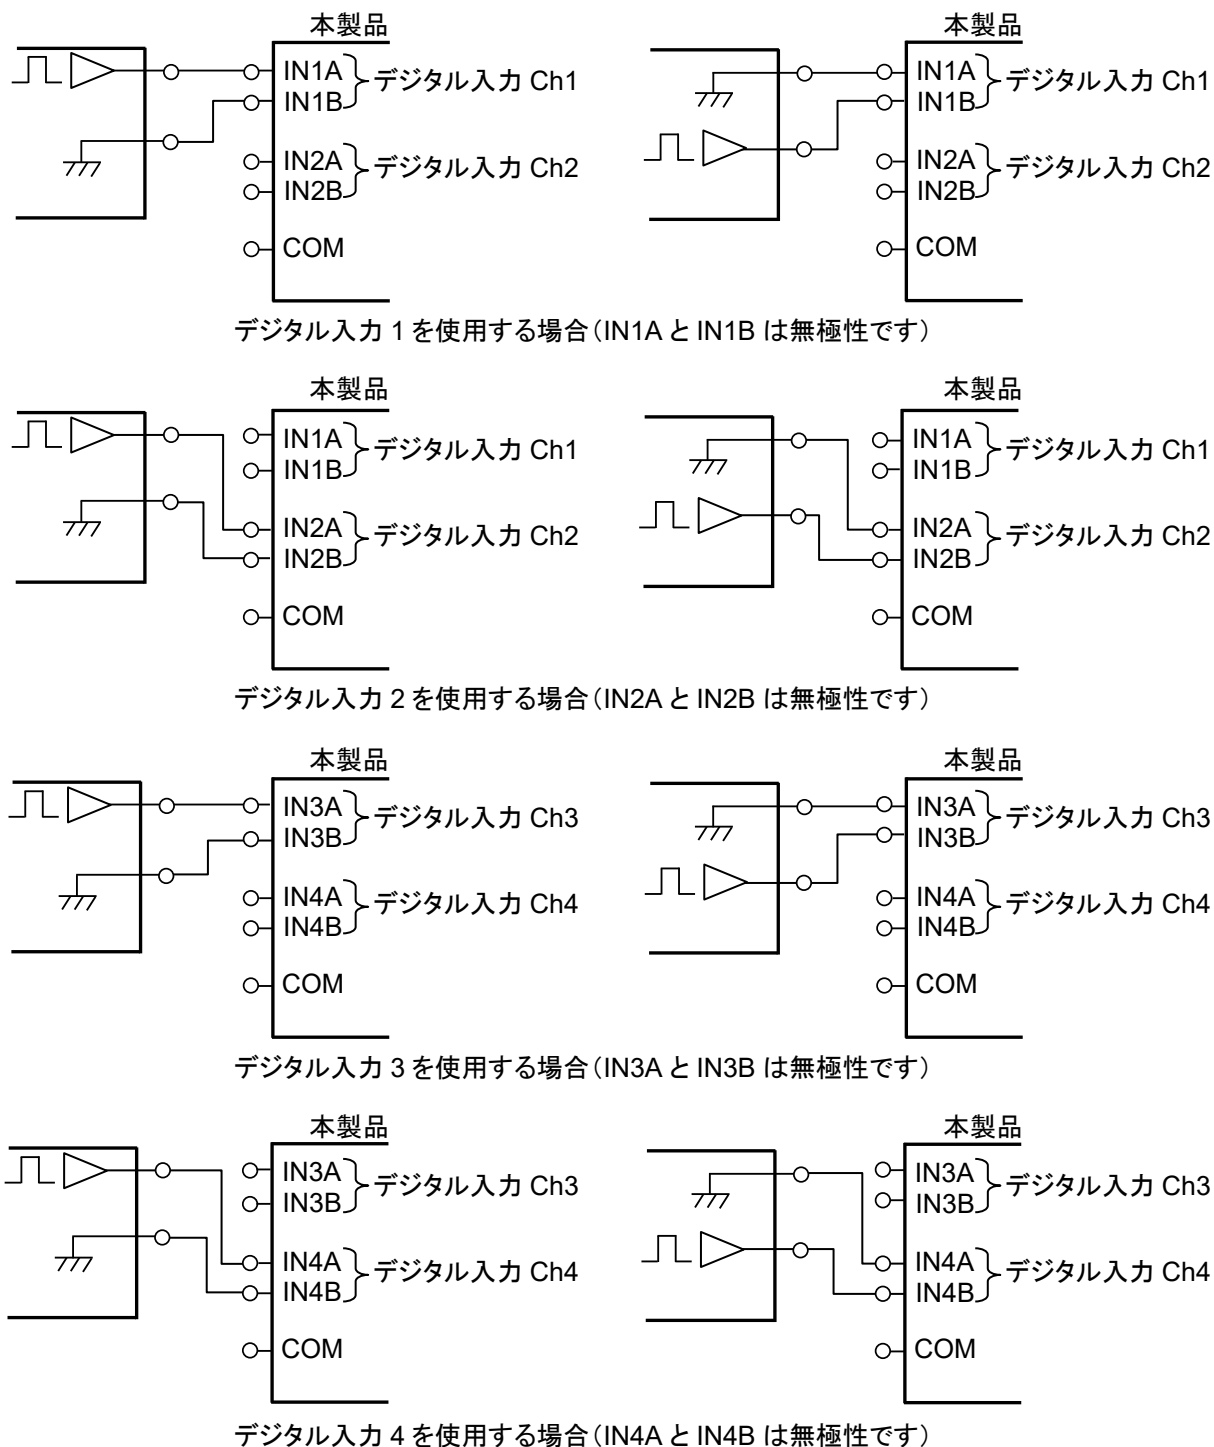 本製品 本製品
IN1A デジタル入力 Ch1 IN1A デジタル入力 Ch1
IN1B IN1B
IN2A デジタル入力 Ch2 IN2A デジタル入力 Ch2
IN2B IN2B
COM COM
デジタル入力 1 を使用する場合（IN1A と IN1B は無極性です）
本製品 本製品
IN1A デジタル入力 Ch1 IN1A デジタル入力 Ch1
IN1B IN1B
IN2A デジタル入力 Ch2 IN2A デジタル入力 Ch2
IN2B IN2B
COM COM
デジタル入力 2 を使用する場合（IN2A と IN2B は無極性です）
本製品 本製品
IN3A デジタル入力 Ch3 IN3A デジタル入力 Ch3
IN3B IN3B
IN4A デジタル入力 Ch4 IN4A デジタル入力 Ch4
IN4B IN4B
COM COM
デジタル入力 3 を使用する場合（IN3A と IN3B は無極性です）
本製品 本製品
IN3A デジタル入力 Ch3 IN3A デジタル入力 Ch3
IN3B IN3B
IN4A デジタル入力 Ch4 IN4A デジタル入力 Ch4
IN4B IN4B
COM COM
デジタル入力 4 を使用する場合（IN4A と IN4B は無極性です）